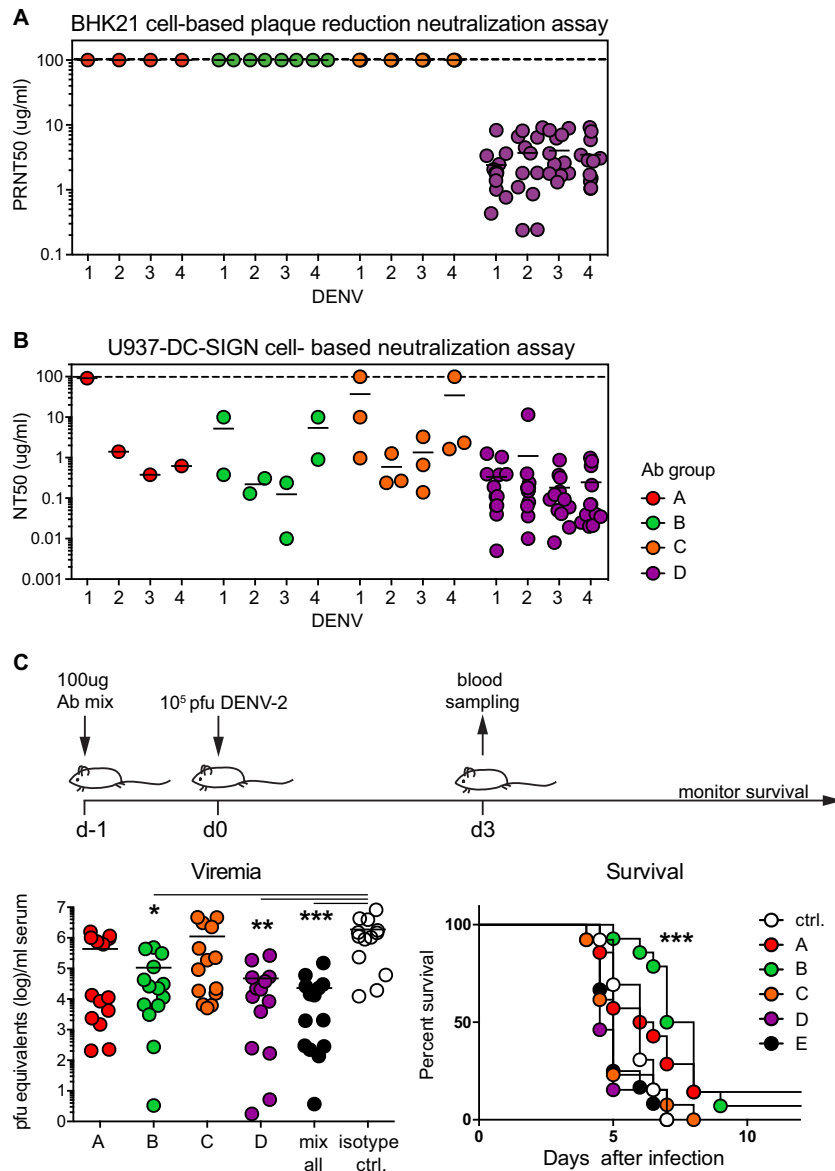 A
BHK21 cell-based plaque reduction neutralization assay
PRNT50 (ug/ml)
100
10
1
0.1
1 2 3 4 1 2 3 4 1 2 3 4 1 2 3 4
DENV
B
U937-DC-SIGN cell- based neutralization assay
NT50 (ug/ml)
100
10
1
0.1
0.01
0.001
1 2 3 4 1 2 3 4 1 2 3 4 1 2 3 4
DENV
Ab group
A
B
C
D
C
100ug
Ab mix
10⁵ pfu DENV-2
blood
sampling
monitor survival
d-1
d0
d3
Viremia
pfu equivalents (log)/ml serum
7
6
5
4
3
2
1
0
*
**
***
A B C D mix all isotype ctrl.
Survival
Percent survival
100
50
0
***
0 5 10
Days after infection
ctrl.
A
B
C
D
E